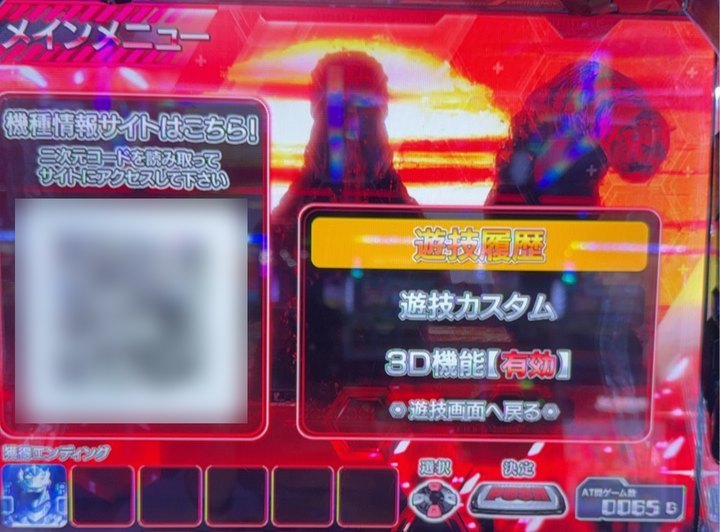 メインメニュー
機種情報サイトはこちら!
二次元コードを読み取って
サイトにアクセスして下さい
遊技履歴
遊技カスタム
3D機能【有効】
遊技画面へ戻る
獲得エンディング
選択
決定
AT間ゲーム数
0065 G